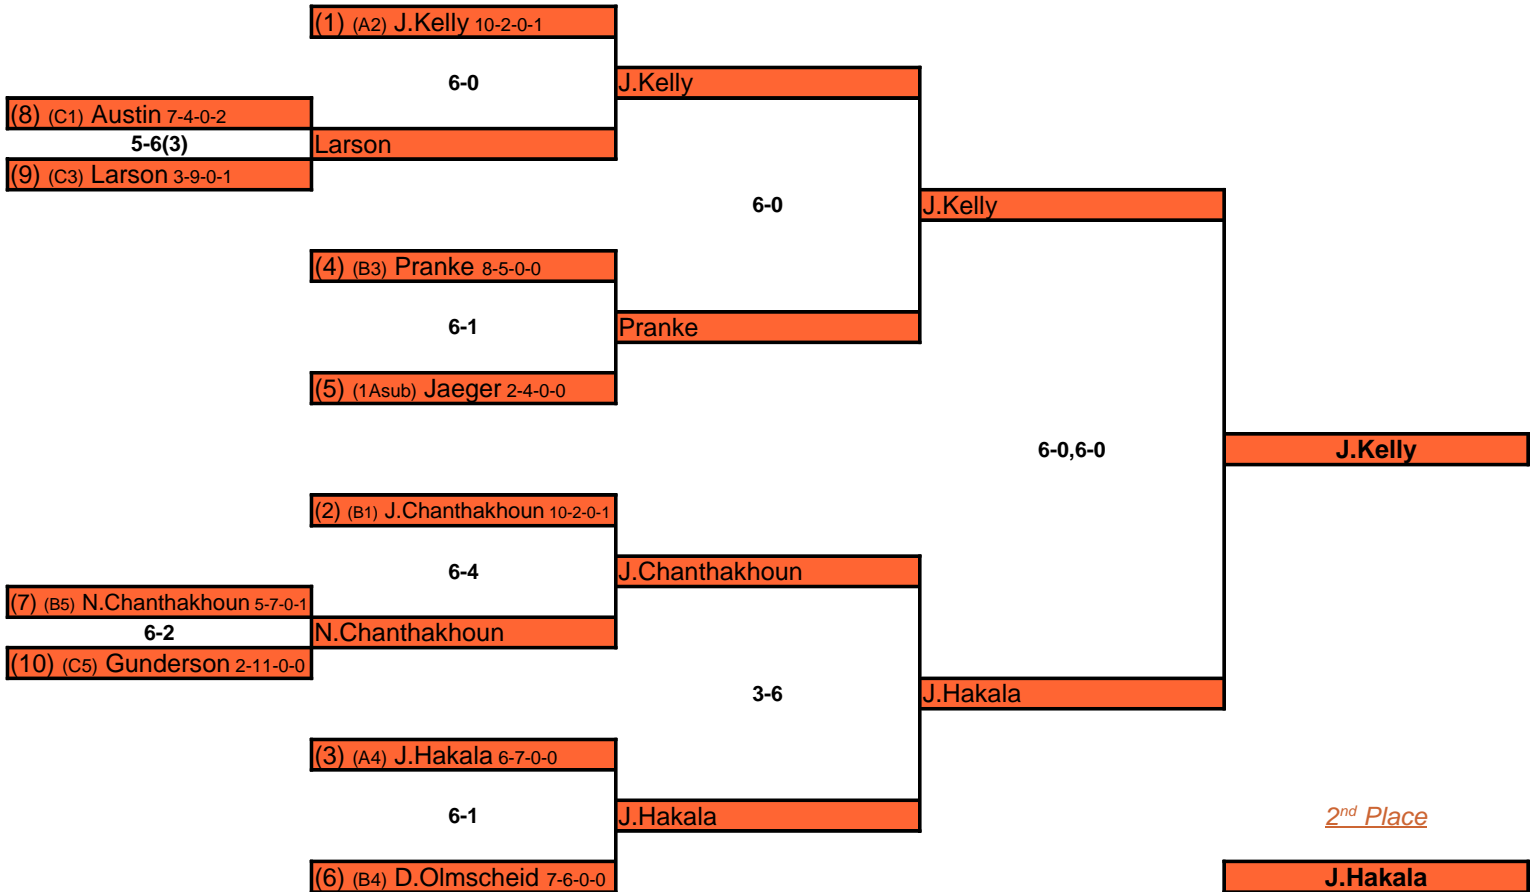 (1) (A2) J.Kelly 10-2-0-1
6-0
J.Kelly
(8) (C1) Austin 7-4-0-2
5-6(3)
Larson
(9) (C3) Larson 3-9-0-1
6-0
J.Kelly
(4) (B3) Pranke 8-5-0-0
6-1
Pranke
(5) (1Asub) Jaeger 2-4-0-0
6-0,6-0
J.Kelly
(2) (B1) J.Chanthakhoun 10-2-0-1
6-4
J.Chanthakhoun
(7) (B5) N.Chanthakhoun 5-7-0-1
6-2
N.Chanthakhoun
(10) (C5) Gunderson 2-11-0-0
3-6
J.Hakala
(3) (A4) J.Hakala 6-7-0-0
6-1
J.Hakala
2nd Place
(6) (B4) D.Olmscheid 7-6-0-0
J.Hakala